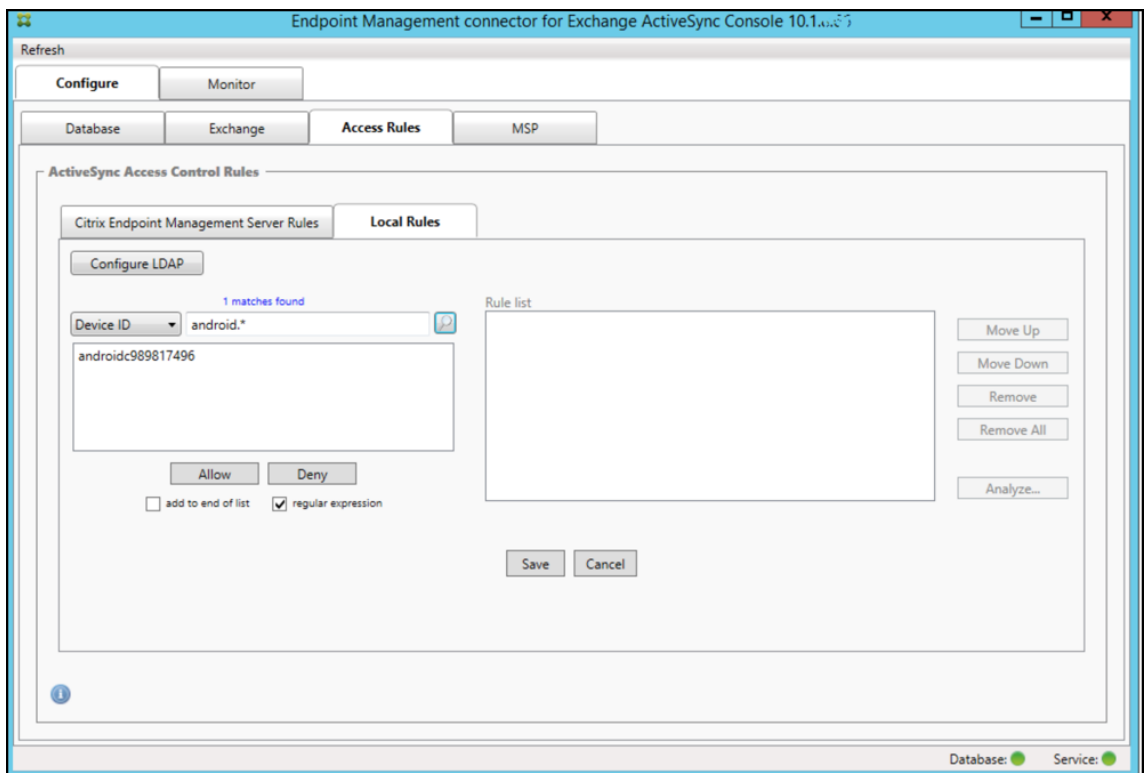 Endpoint Management connector for Exchange ActiveSync Console 10.1.
Refresh
Configure Monitor
Database Exchange Access Rules MSP
ActiveSync Access Control Rules
Citrix Endpoint Management Server Rules Local Rules
Configure LDAP
1 matches found Rule list
Device ID android.* Move Up
androidc989817496 Move Down
Remove
Remove All
Allow Deny
Analyze...
add to end of list regular expression
Save Cancel
Database: Service: